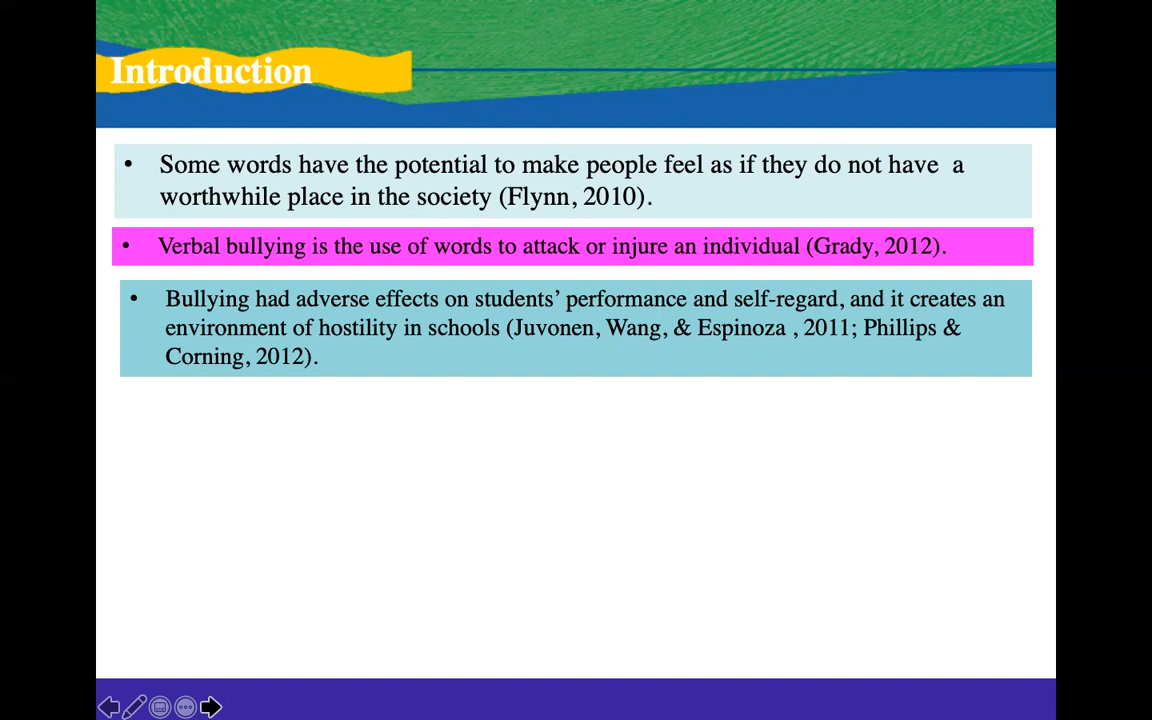 Introduction
• Some words have the potential to make people feel as if they do not have a
worthwhile place in the society (Flynn, 2010).
• Verbal bullying is the use of words to attack or injure an individual (Grady, 2012).
• Bullying had adverse effects on students’ performance and self-regard, and it creates an
environment of hostility in schools (Juvonen, Wang, & Espinoza , 2011; Phillips &
Corning, 2012).